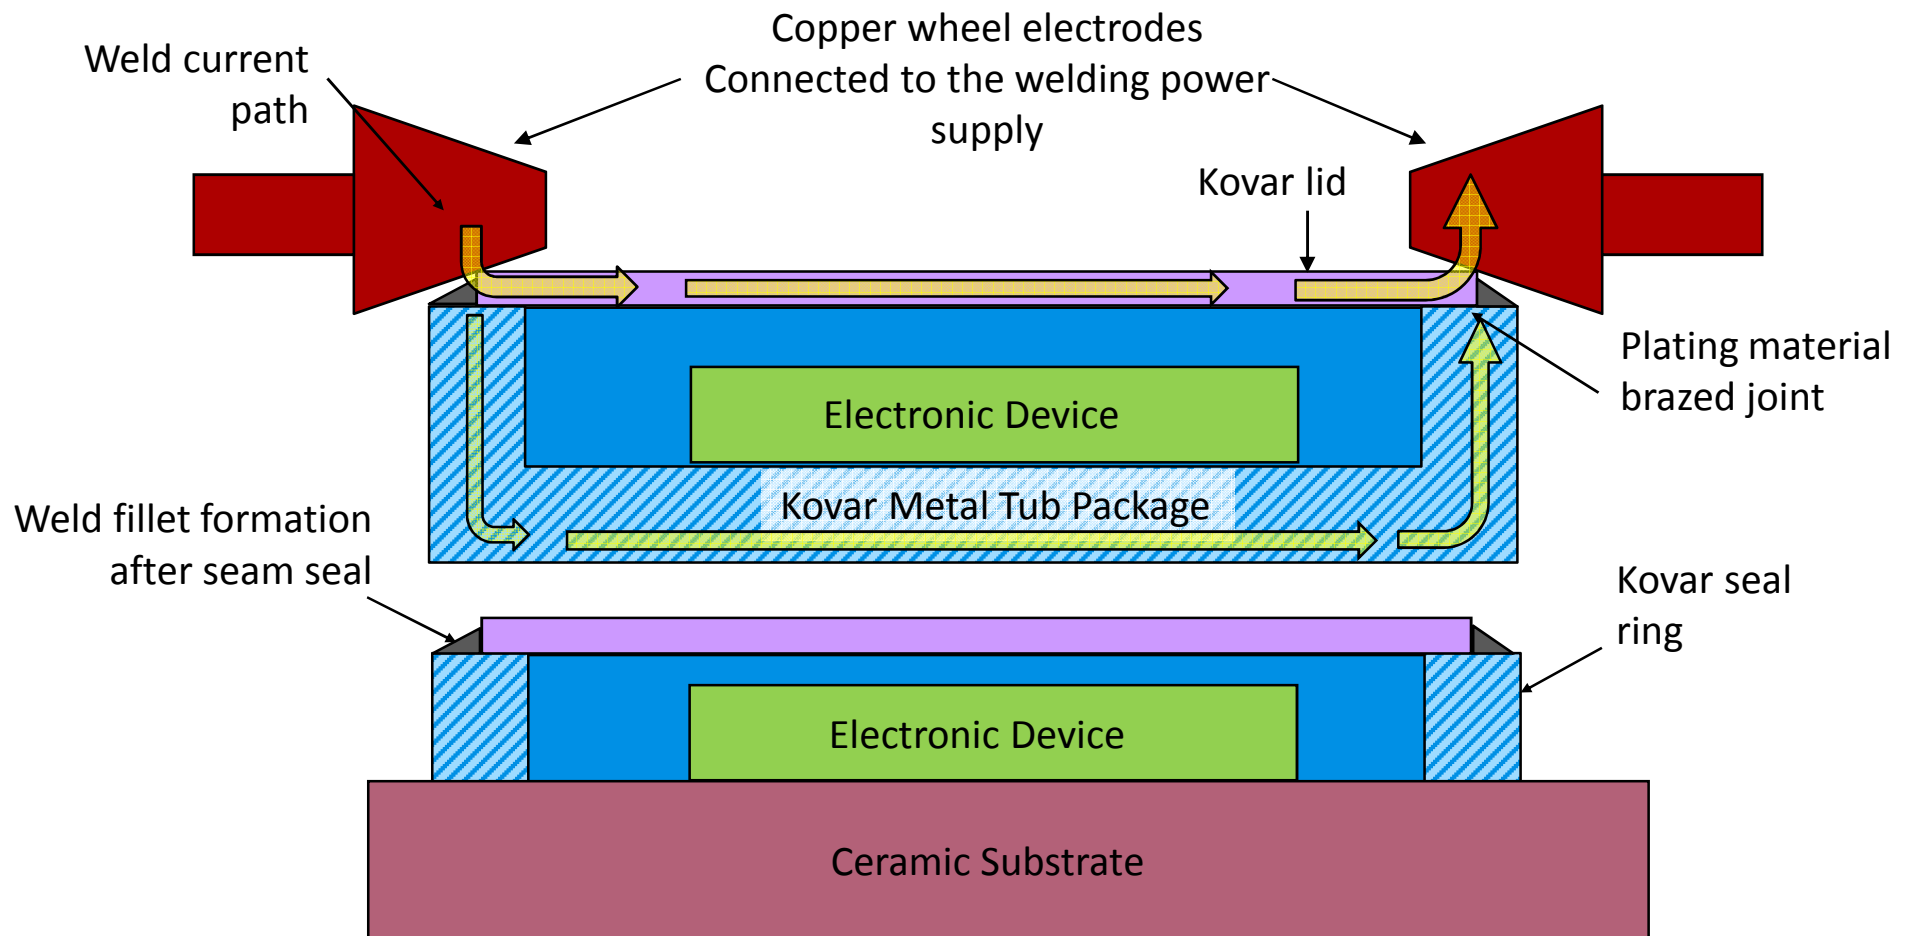 Weld current
path
Copper wheel electrodes
Connected to the welding power
supply
Kovar lid
Plating material
brazed joint
Electronic Device
Kovar Metal Tub Package
Weld fillet formation
after seam seal
Kovar seal
ring
Electronic Device
Ceramic Substrate